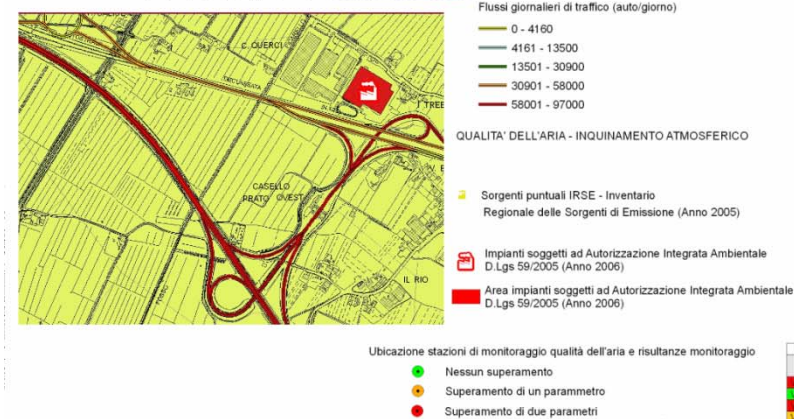 Flussi giornalieri di traffico (auto/giorno)
0 - 4160
4161 - 13500
13501 - 30900
30901 - 58000
58001 - 97000
C. QUERCI
CASELLO
PRATO OVEST
IL RIO
QUALITA' DELL'ARIA - INQUINAMENTO ATMOSFERICO
Sorgenti puntuali IRSE - Inventario
Regionale delle Sorgenti di Emissione (Anno 2005)
Impianti soggetti ad Autorizzazione Integrata Ambientale
D.Lgs 59/2005 (Anno 2006)
Area impianti soggetti ad Autorizzazione Integrata Ambientale
D.Lgs 59/2005 (Anno 2006)
Ubicazione stazioni di monitoraggio qualità dell'aria e risultanze monitoraggio
Nessun superamento
Superamento di un parammetro
Superamento di due parametri